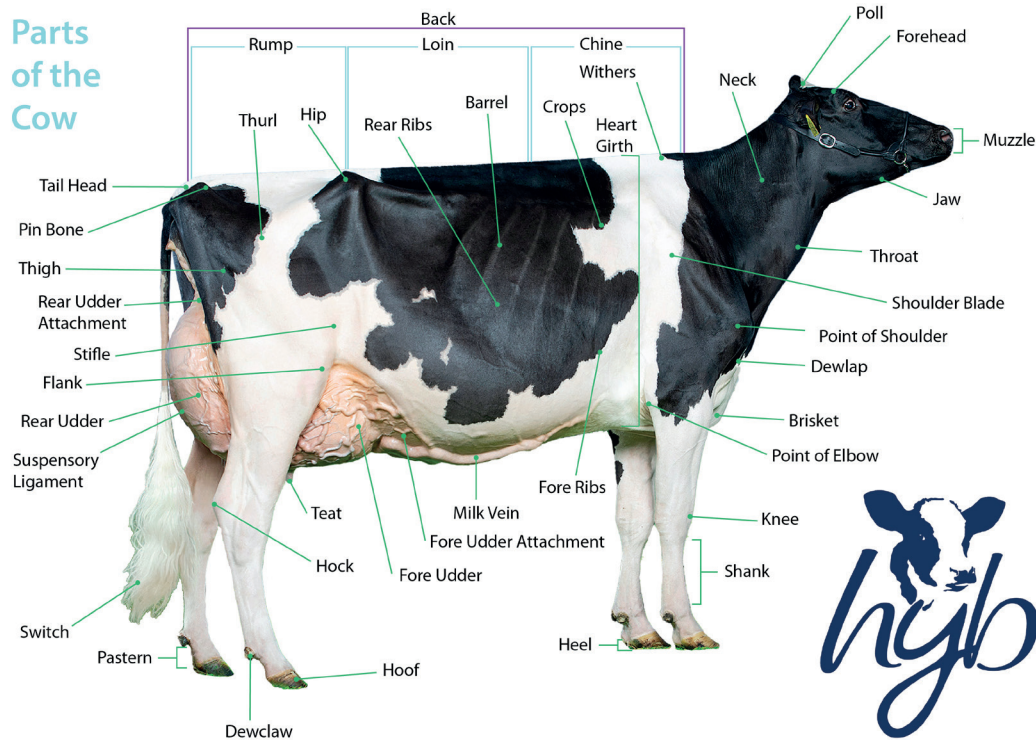 Parts
of the
Cow
Back
Rump
Loin
Chine
Poll
Forehead
Withers
Neck
Barrel
Crops
Hip
Thurl
Rear Ribs
Heart
Girth
Muzzle
Tail Head
Jaw
Pin Bone
Throat
Thigh
Rear Udder
Attachment
Shoulder Blade
Point of Shoulder
Stifle
Dewlap
Flank
Rear Udder
Brisket
Suspensory
Ligament
Point of Elbow
Fore Ribs
Teat
Milk Vein
Knee
Fore Udder Attachment
Hock
Fore Udder
Shank
Switch
Heel
Pastern
Hoof
Dewclaw
hyb